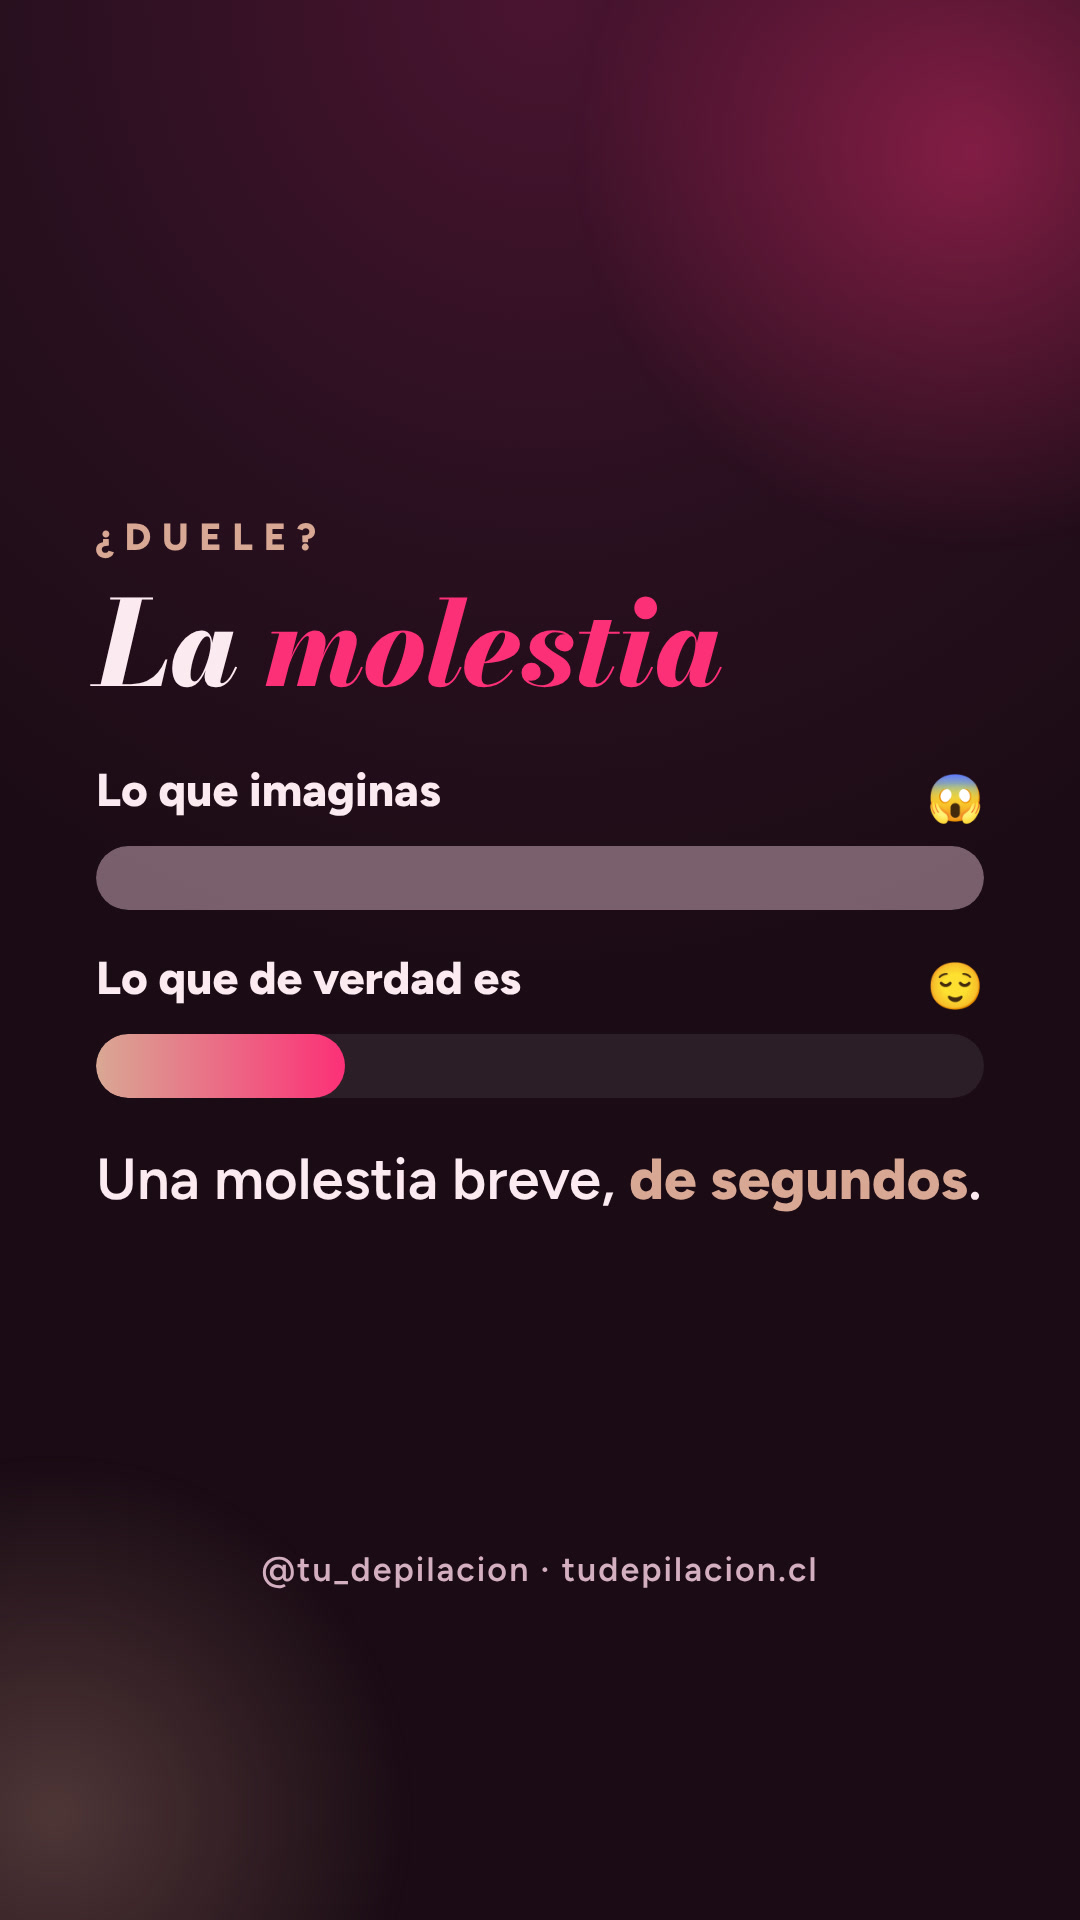 ¿DUELE?
La molestia
Lo que imaginas 😱
Lo que de verdad es 😌
Una molestia breve, de segundos.
@tu_depilacion · tudepilacion.cl